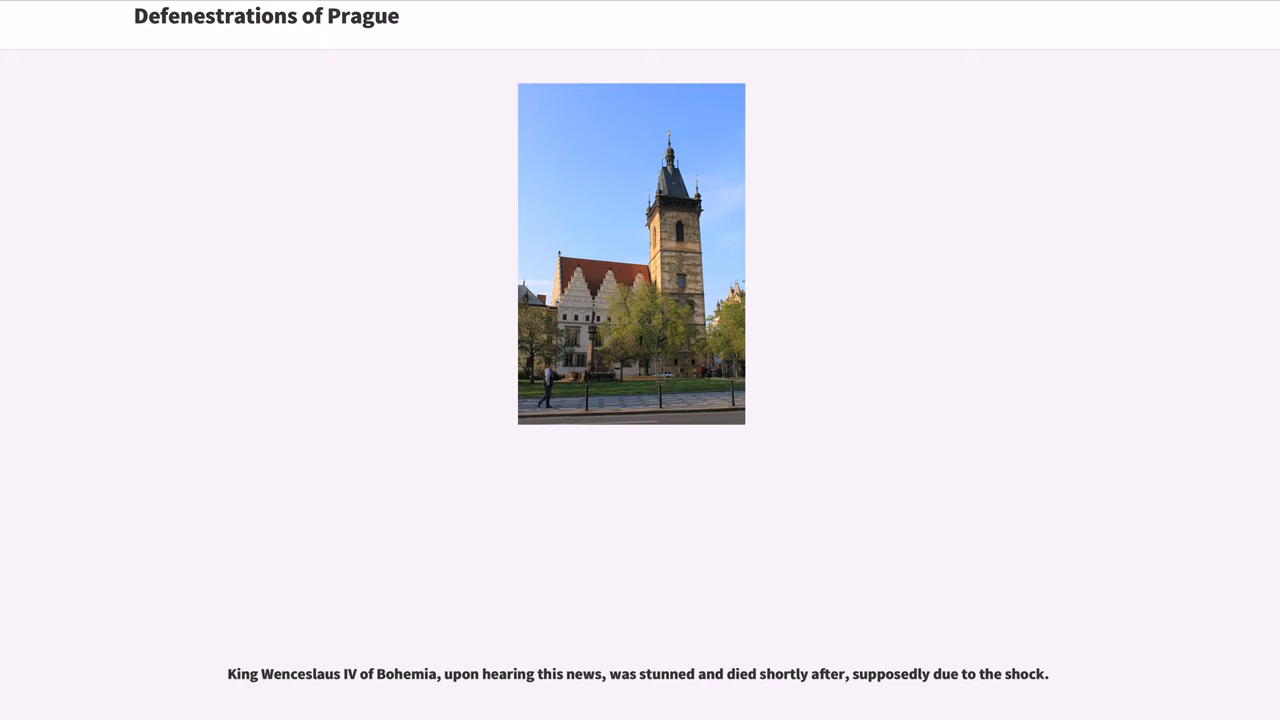 Defenestrations of Prague
King Wenceslaus IV of Bohemia, upon hearing this news, was stunned and died shortly after, supposedly due to the shock.